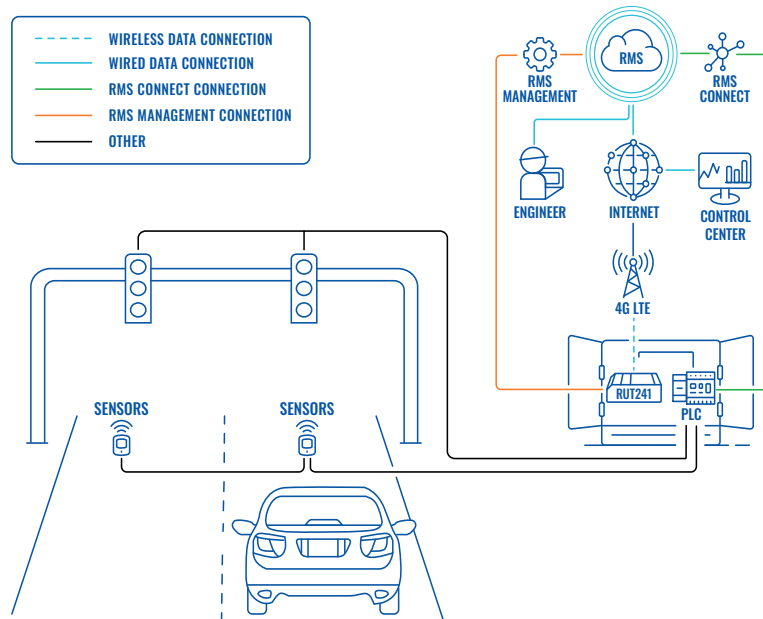 WIRELESS DATA CONNECTION
WIRED DATA CONNECTION
RMS CONNECT CONNECTION
RMS MANAGEMENT CONNECTION
OTHER
RMS
RMS
MANAGEMENT
RMS
CONNECT
ENGINEER
INTERNET
CONTROL
CENTER
4G LTE
RUT241
PLC
SENSORS
SENSORS